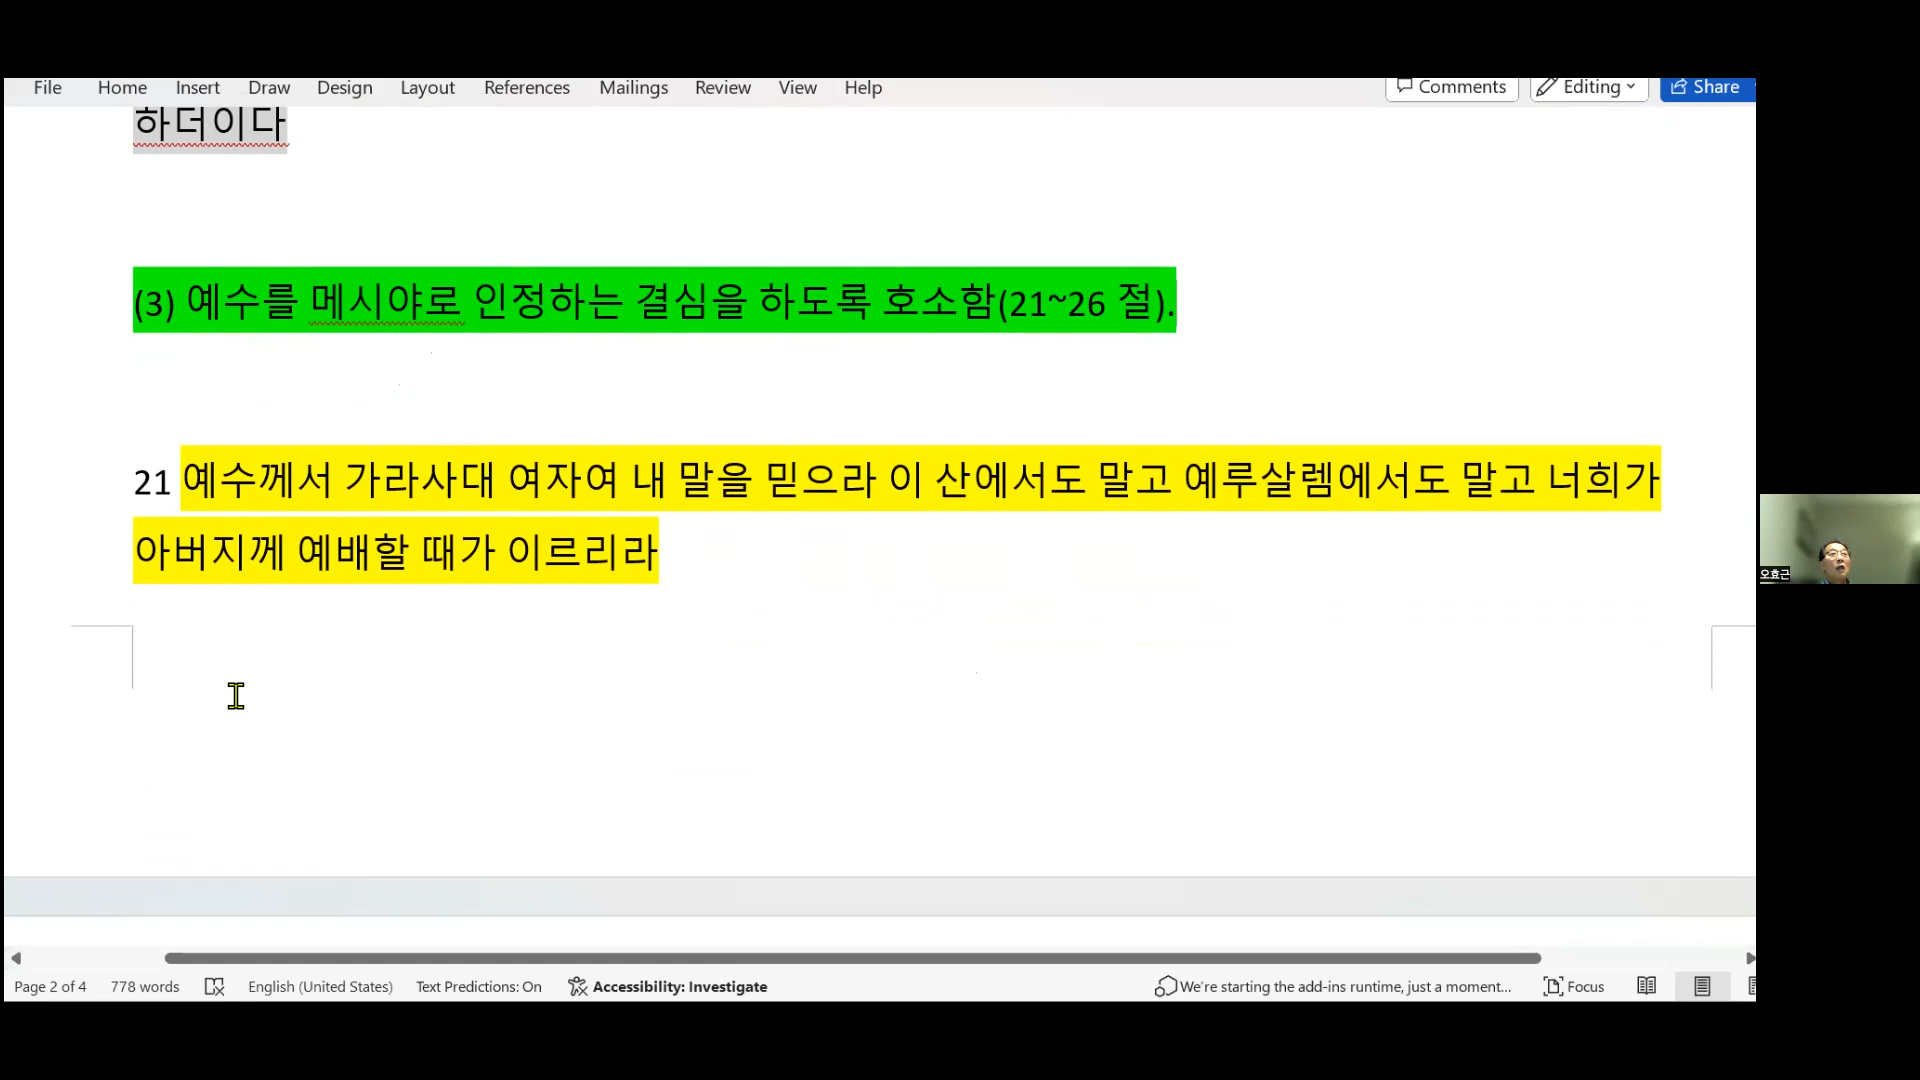 File Home Insert Draw Design Layout References Mailings Review View Help Comments Editing Share
하더이다
(3) 예수를 메시야로 인정하는 결심을 하도록 호소함(21~26 절).
21 예수께서 가라사대 여자여 내 말을 믿으라 이 산에서도 말고 예루살렘에서도 말고 너희가
아버지께 예배할 때가 이르리라
오효근
Page 2 of 4 778 words English (United States) Text Predictions: On Accessibility: Investigate We're starting the add-ins runtime, just a moment... Focus